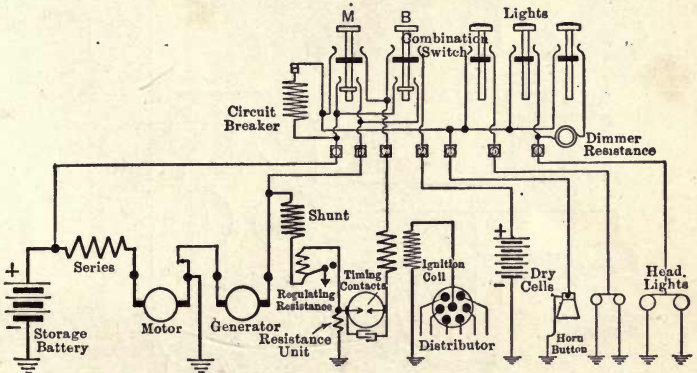 M
B
Lights
Combination
Switch
Circuit
Breaker
Dimmer
Resistance
+
Series
Shunt
Regulating
Resistance
Timing
Contacts
Ignition
Coil
+
-
Dry
Cells
Head
Lights
-
Storage
Battery
Motor
Generator
Resistance
Unit
Distributor
Horn
Button